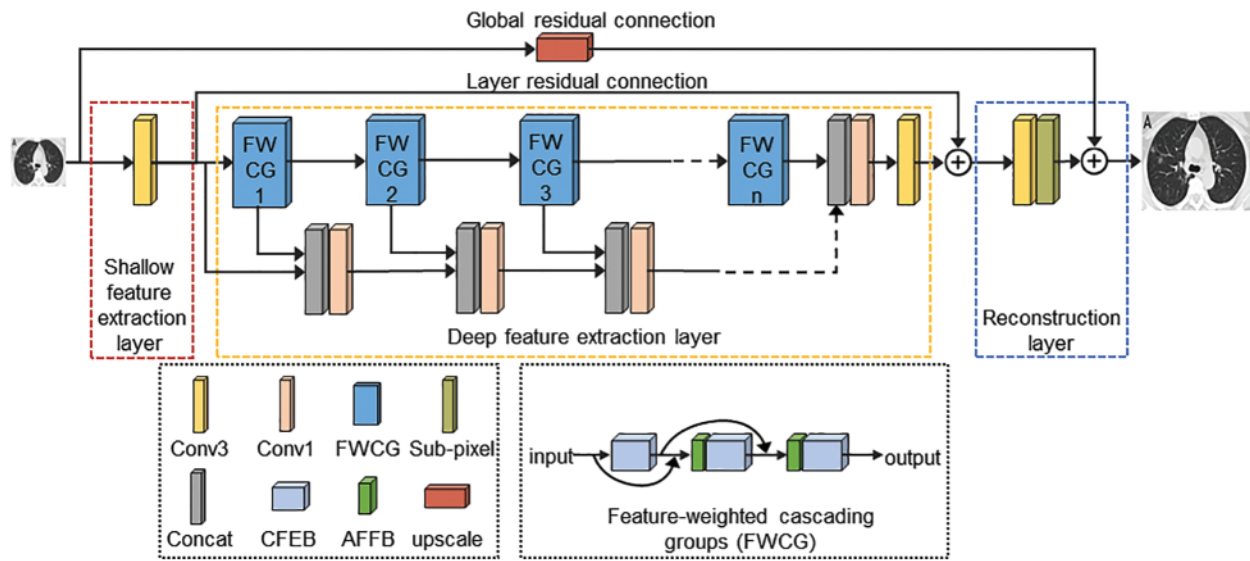 Global residual connection
Layer residual connection
A
FW
CG
1
FW
CG
2
FW
CG
3
FW
CG
n
A
Shallow
feature
extraction
layer
Deep feature extraction layer
Reconstruction
layer
Conv3 Conv1 FWCG Sub-pixel
Concat CFEB AFFB upscale
input output
Feature-weighted cascading
groups (FWCG)